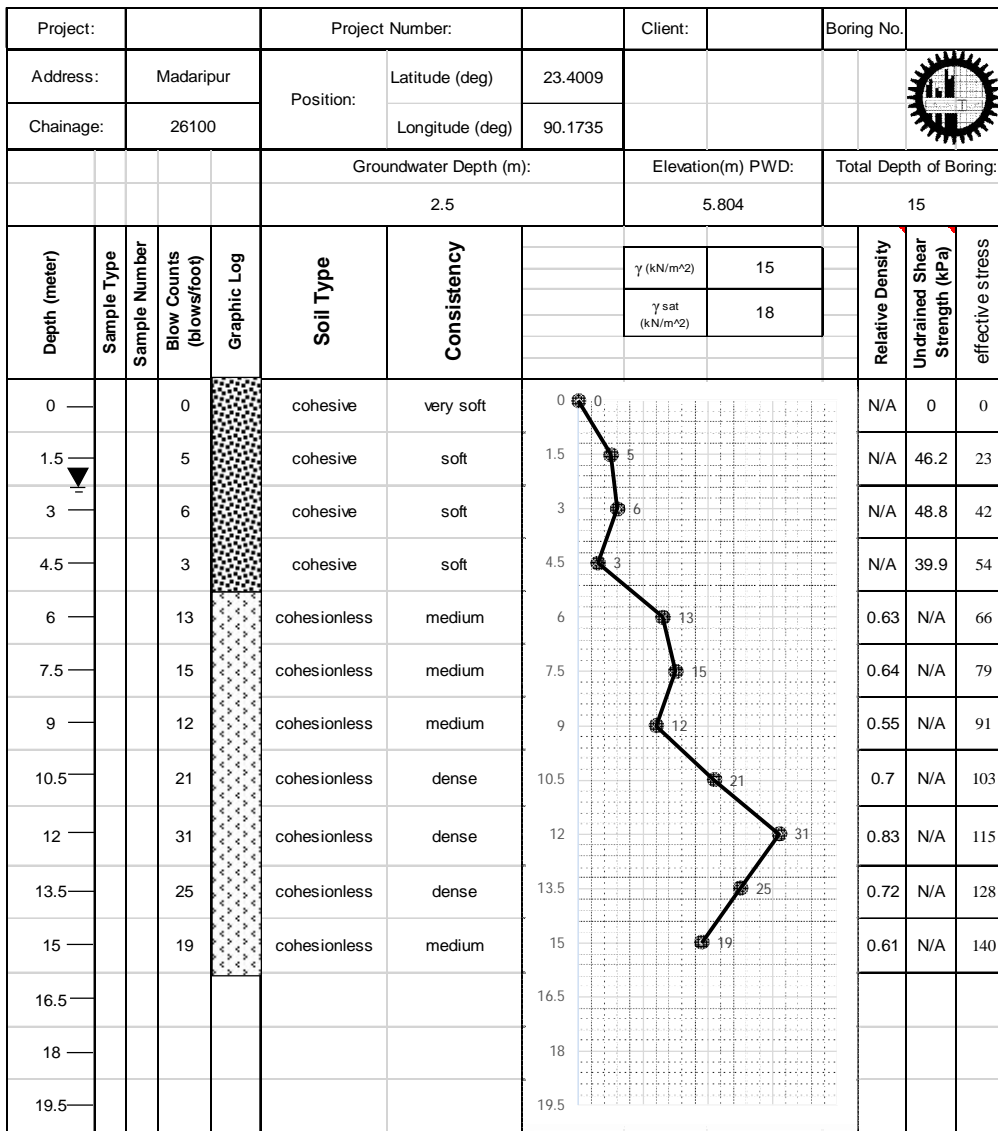 Project: Project Number: Client: Boring No.
Address: Madaripur Position: Latitude (deg) 23.4009
Chainage: 26100 Longitude (deg) 90.1735
Groundwater Depth (m): Elevation(m) PWD: Total Depth of Boring:
2.5 5.804 15
Depth (meter) Sample Type Sample Number Blow Counts (blows/foot) Graphic Log Soil Type Consistency Relative Density Undrained Shear Strength (kPa) effective stress
γ (kN/m^2) 15
γ sat (kN/m^2) 18
0 0 cohesive very soft 0 0 N/A 0 0
1.5 5 cohesive soft 1.5 5 N/A 46.2 23
3 6 cohesive soft 3 6 N/A 48.8 42
4.5 3 cohesive soft 4.5 3 N/A 39.9 54
6 13 cohesionless medium 6 13 0.63 N/A 66
7.5 15 cohesionless medium 7.5 15 0.64 N/A 79
9 12 cohesionless medium 9 12 0.55 N/A 91
10.5 21 cohesionless dense 10.5 21 0.7 N/A 103
12 31 cohesionless dense 12 31 0.83 N/A 115
13.5 25 cohesionless dense 13.5 25 0.72 N/A 128
15 19 cohesionless medium 15 19 0.61 N/A 140
16.5 16.5
18 18
19.5 19.5